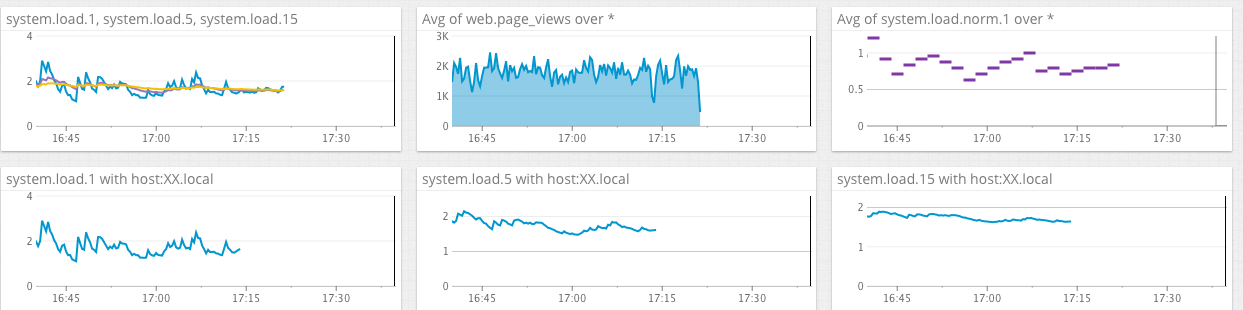 system.load.1, system.load.5, system.load.15
4
2
0
16:45 17:00 17:15 17:30
Avg of web.page_views over *
3K
2K
1K
0
16:45 17:00 17:15 17:30
Avg of system.load.norm.1 over *
1
0.5
0
16:45 17:00 17:15 17:30
system.load.1 with host:XX.local
4
2
0
16:45 17:00 17:15 17:30
system.load.5 with host:XX.local
2
1
0
16:45 17:00 17:15 17:30
system.load.15 with host:XX.local
2
1
0
16:45 17:00 17:15 17:30